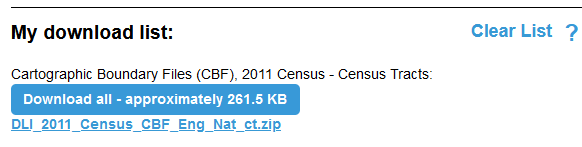 My download list:
Clear List ?
Cartographic Boundary Files (CBF), 2011 Census - Census Tracts:
Download all - approximately 261.5 KB
DLI_2011_Census_CBF_Eng_Nat_ct.zip